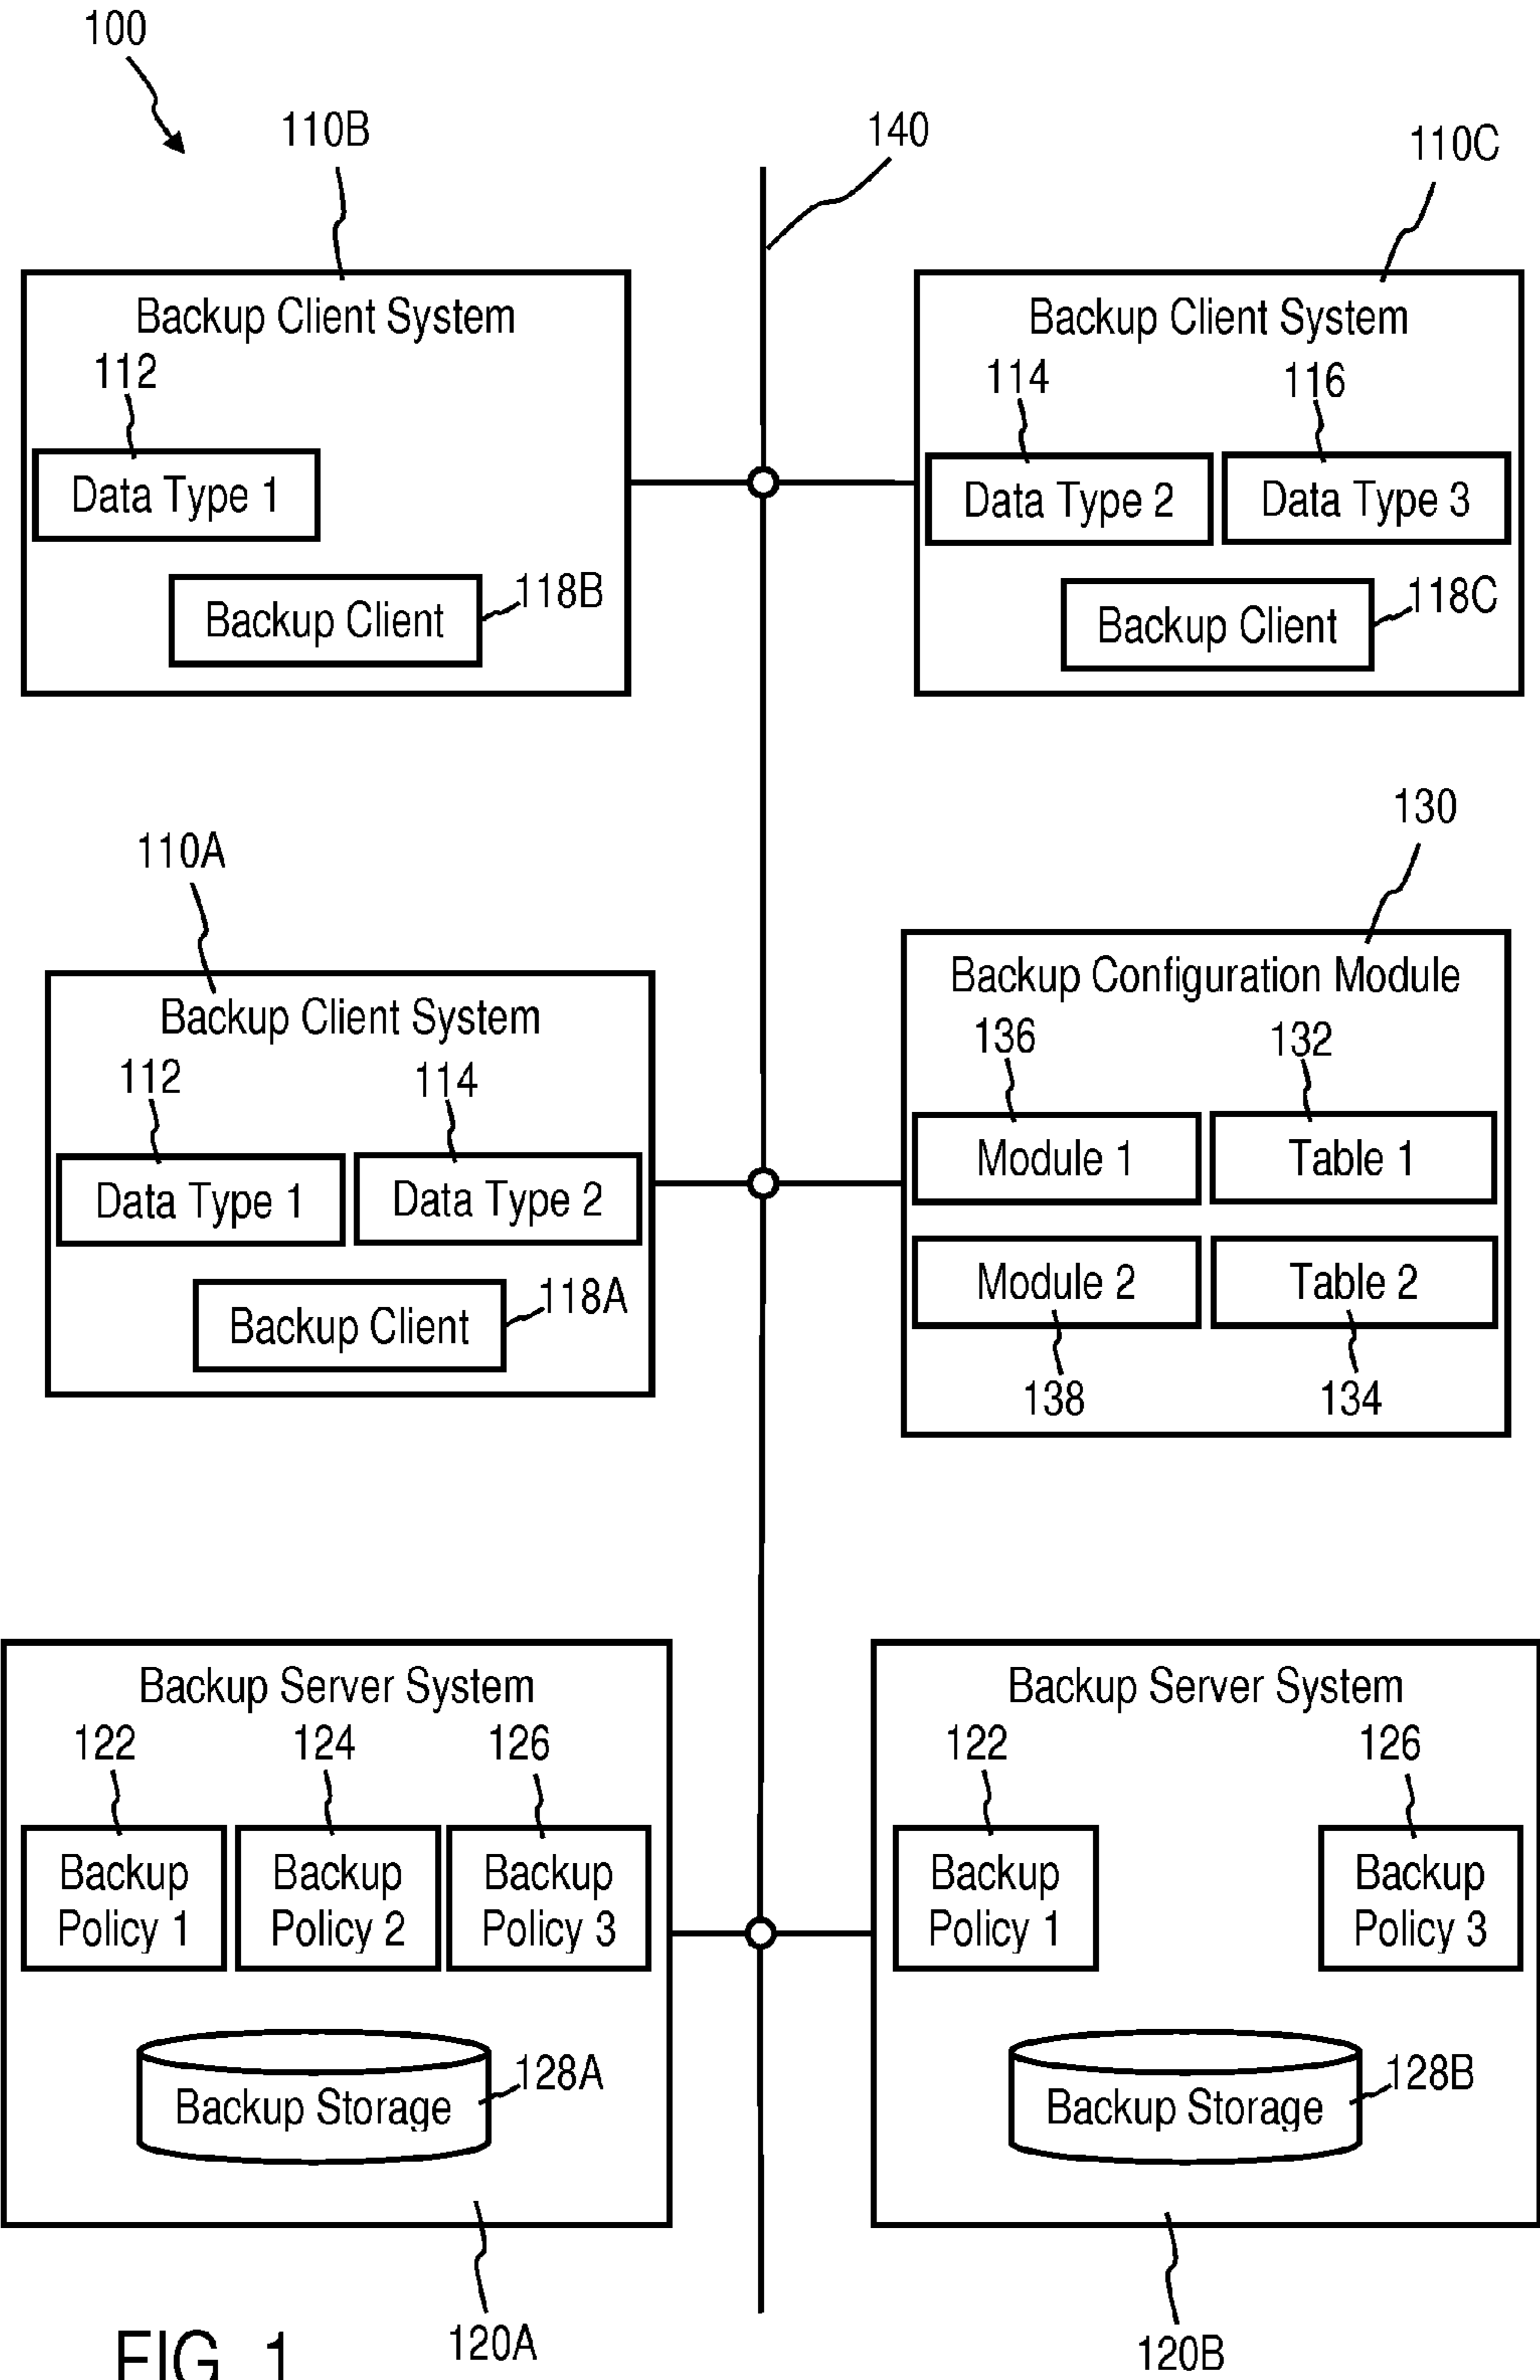 100
110B
140
110C
Backup Client System
112
Data Type 1
Backup Client
118B
Backup Client System
114
116
Data Type 2
Data Type 3
Backup Client
118C
110A
130
Backup Client System
112
114
Data Type 1
Data Type 2
Backup Client
118A
Backup Configuration Module
136
132
Module 1
Table 1
Module 2
Table 2
138
134
Backup Server System
122
124
126
Backup
Policy 1
Backup
Policy 2
Backup
Policy 3
Backup Storage
128A
Backup Server System
122
126
Backup
Policy 1
Backup
Policy 3
Backup Storage
128B
120A
120B
FIG. 1